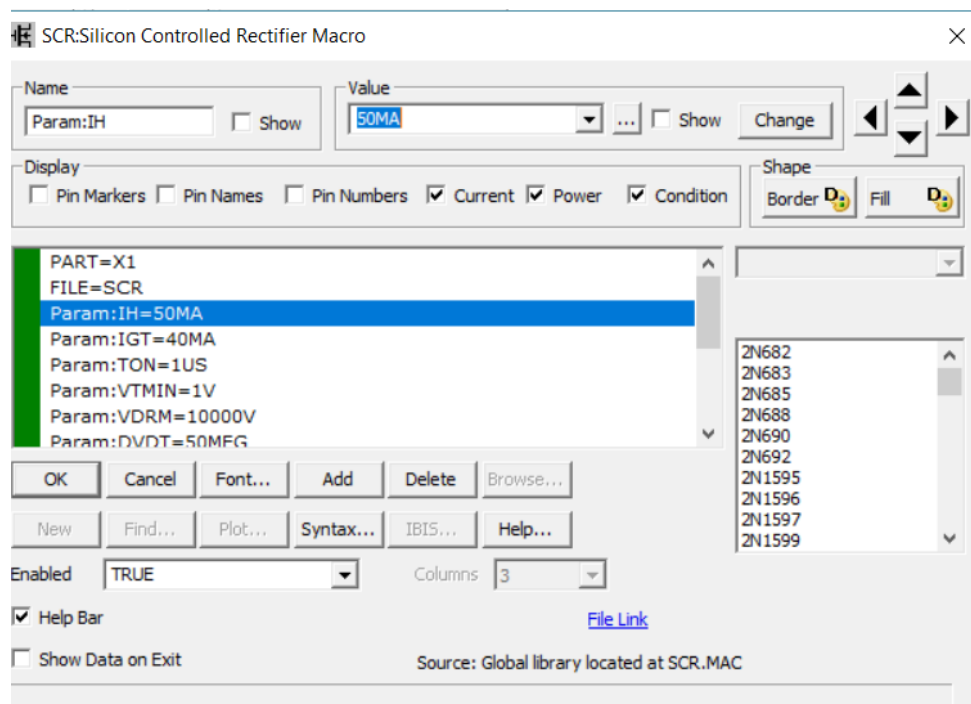 SCR:Silicon Controlled Rectifier Macro
Name
Value
Param:IH
Show
50MA
...
Show
Change
Display
Pin Markers
Pin Names
Pin Numbers
Current
Power
Condition
Shape
Border
Fill
PART=X1
FILE=SCR
Param:IH=50MA
Param:IGT=40MA
Param:TON=1US
Param:VTMIN=1V
Param:VDRM=10000V
Param:DVDT=50MEG
2N682
2N683
2N685
2N688
2N690
2N692
2N1595
2N1596
2N1597
2N1599
OK
Cancel
Font...
Add
Delete
Browse...
New
Find...
Plot...
Syntax...
IBIS...
Help...
Enabled
TRUE
Columns
3
Help Bar
File Link
Show Data on Exit
Source: Global library located at SCR.MAC